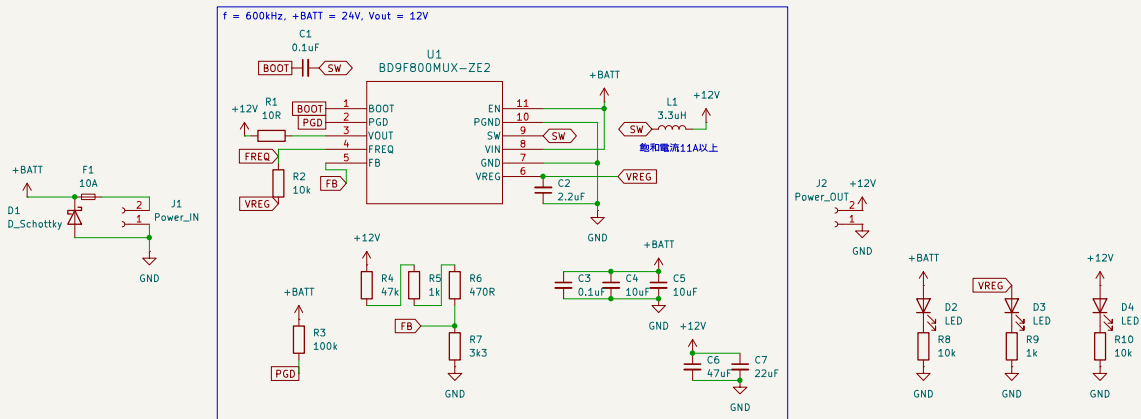 f = 600kHz, +BATT = 24V, Vout = 12V
C1
0.1uF
BOOT
SW
U1
BD9F800MUX-ZE2
+12V
R1
10R
BOOT
PGD
FREQ
R2
10k
VREG
FB
1
BOOT
2
PGD
3
VOUT
4
FREQ
5
FB
EN
11
PGND
10
SW
9
VIN
8
GND
7
VREG
6
+BATT
SW
VREG
C2
2.2uF
GND
L1
3.3uH
+12V
SW
飽和電流11A以上
+BATT
F1
10A
D1
D_Schottky
2
1
J1
Power_IN
GND
J2
Power_OUT
+12V
2
1
GND
+BATT
R3
100k
PGD
+12V
R4
47k
R5
1k
R6
470R
FB
R7
3k3
GND
+BATT
C3
0.1uF
C4
10uF
C5
10uF
GND
+12V
C6
47uF
C7
22uF
GND
+BATT
D2
LED
R8
10k
GND
VREG
D3
LED
R9
1k
GND
+12V
D4
LED
R10
10k
GND